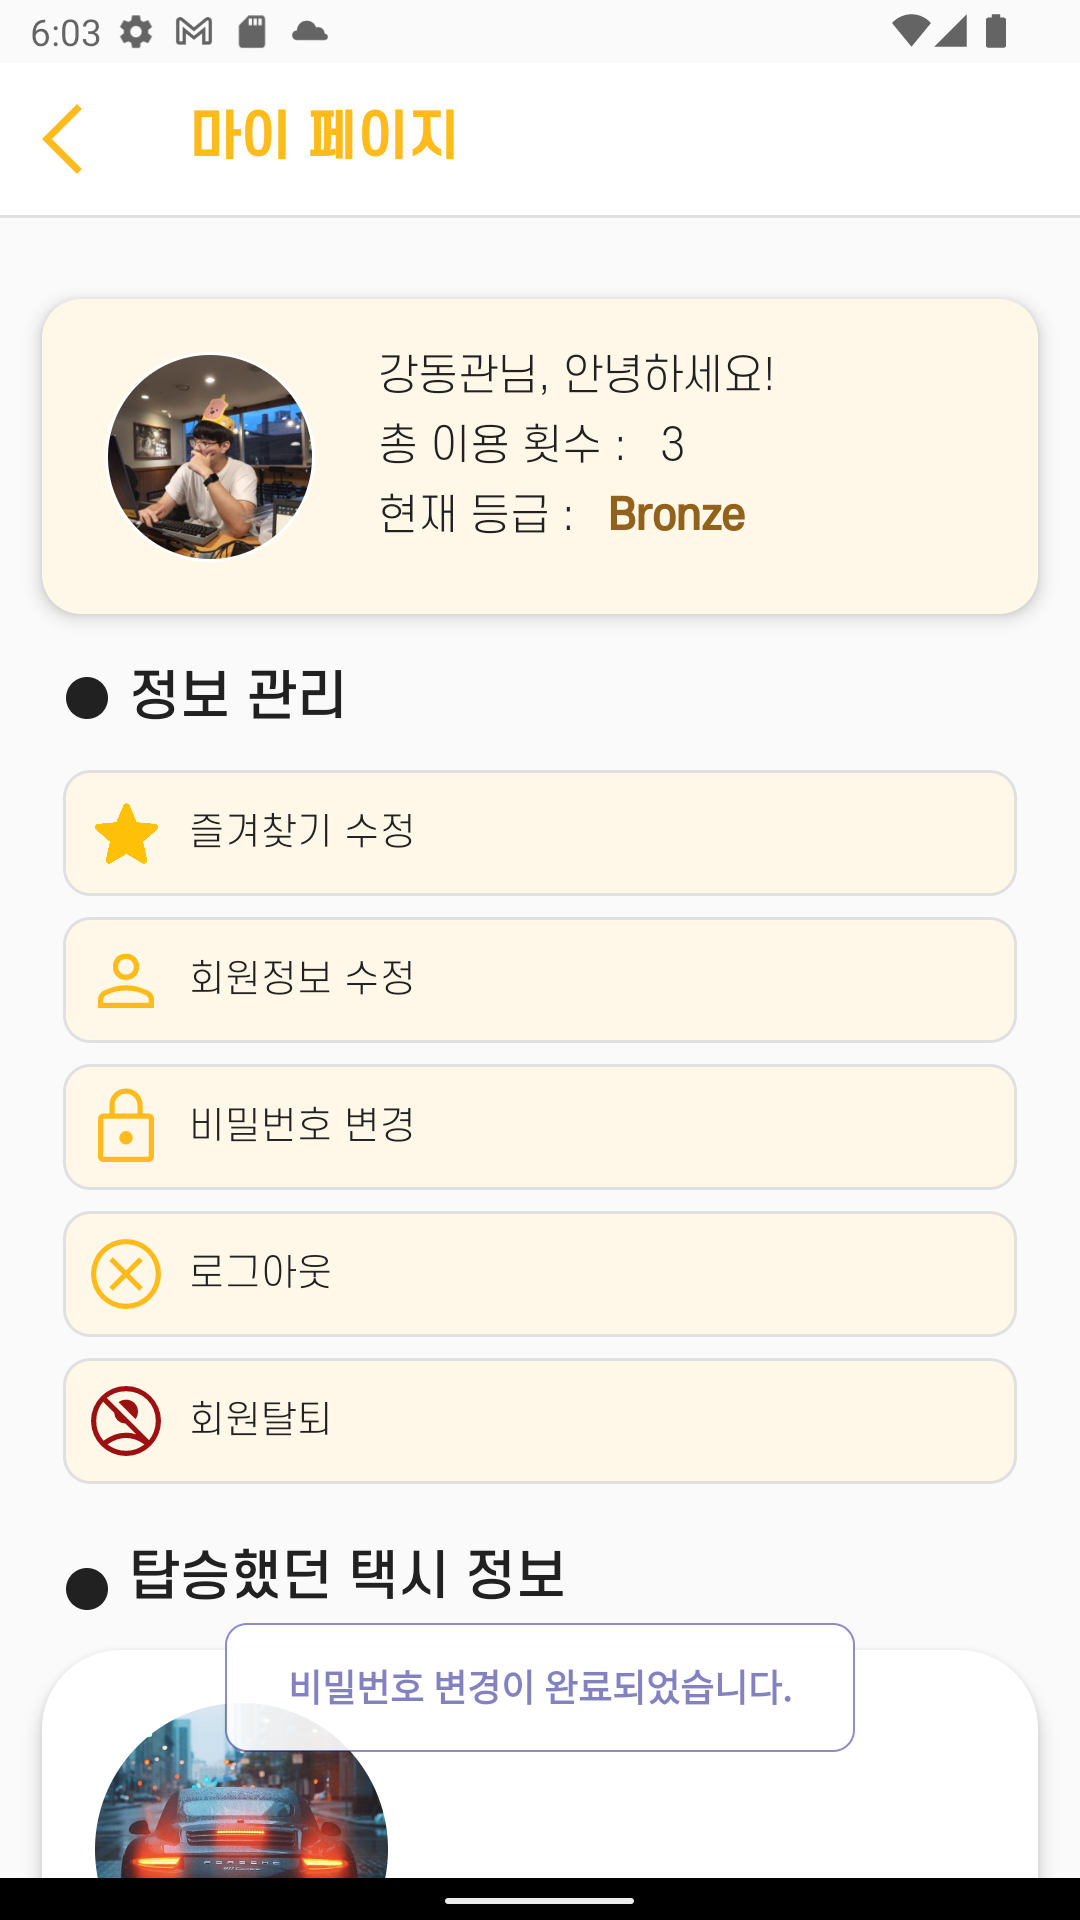 6:03
마이 페이지
강동관님, 안녕하세요!
총 이용 횟수 : 3
현재 등급 : Bronze
정보 관리
즐겨찾기 수정
회원정보 수정
비밀번호 변경
로그아웃
회원탈퇴
탑승했던 택시 정보
비밀번호 변경이 완료되었습니다.
PORSCHE